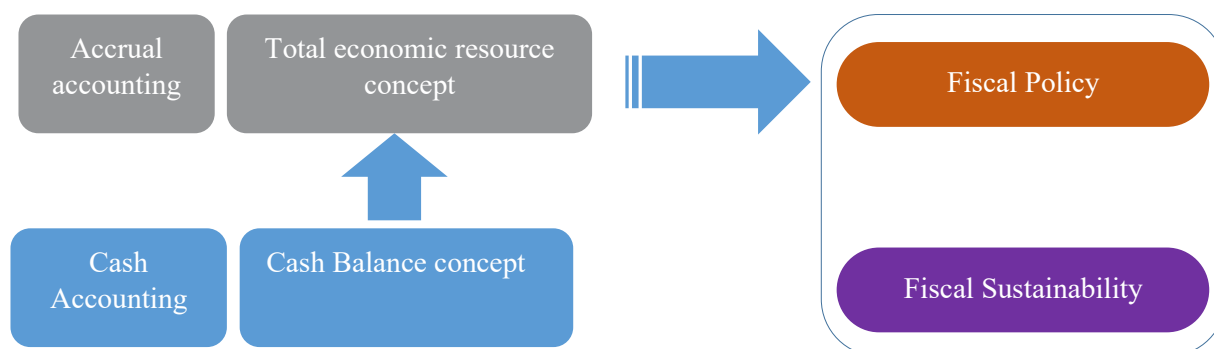 Accrual
accounting
Total economic resource
concept
Fiscal Policy
Cash
Accounting
Cash Balance concept
Fiscal Sustainability